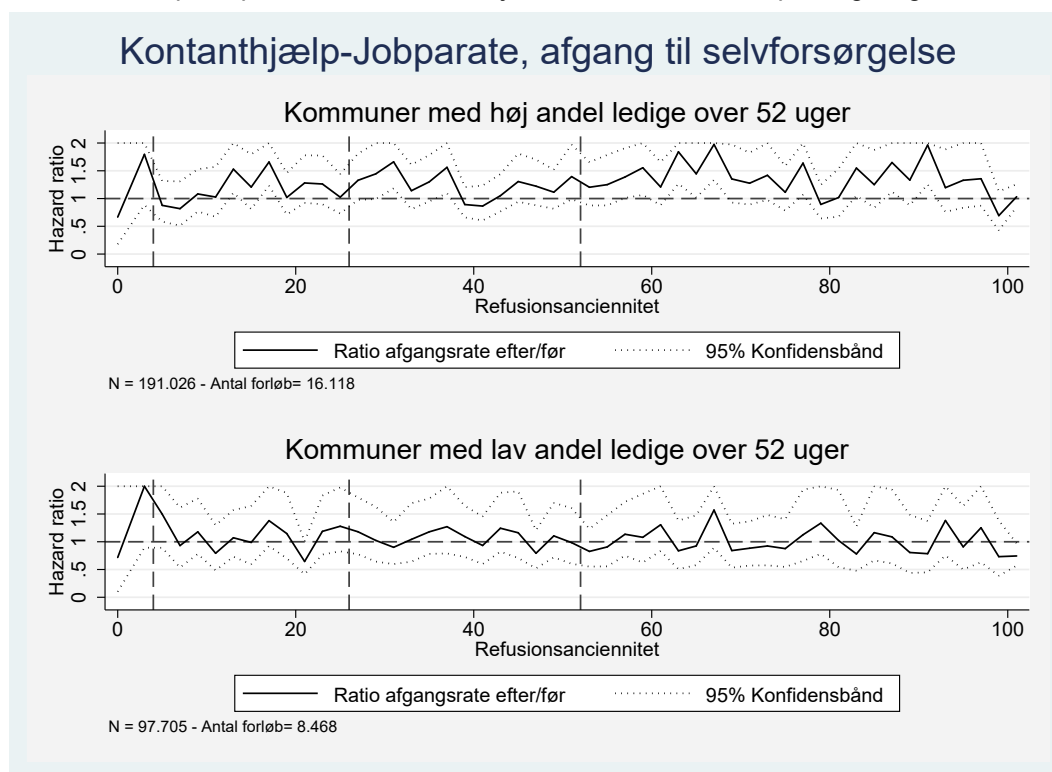 Kontanthjælp-Jobparate, afgang til selvforsørgelse
Kommuner med høj andel ledige over 52 uger
Hazard ratio
0 .5 1 1.5 2
0 20 40 60 80 100
Refusionsanciennitet
Ratio afgangsrate efter/før 95% Konfidensbånd
N = 191.026 - Antal forløb= 16.118
Kommuner med lav andel ledige over 52 uger
Hazard ratio
0 .5 1 1.5 2
0 20 40 60 80 100
Refusionsanciennitet
Ratio afgangsrate efter/før 95% Konfidensbånd
N = 97.705 - Antal forløb= 8.468